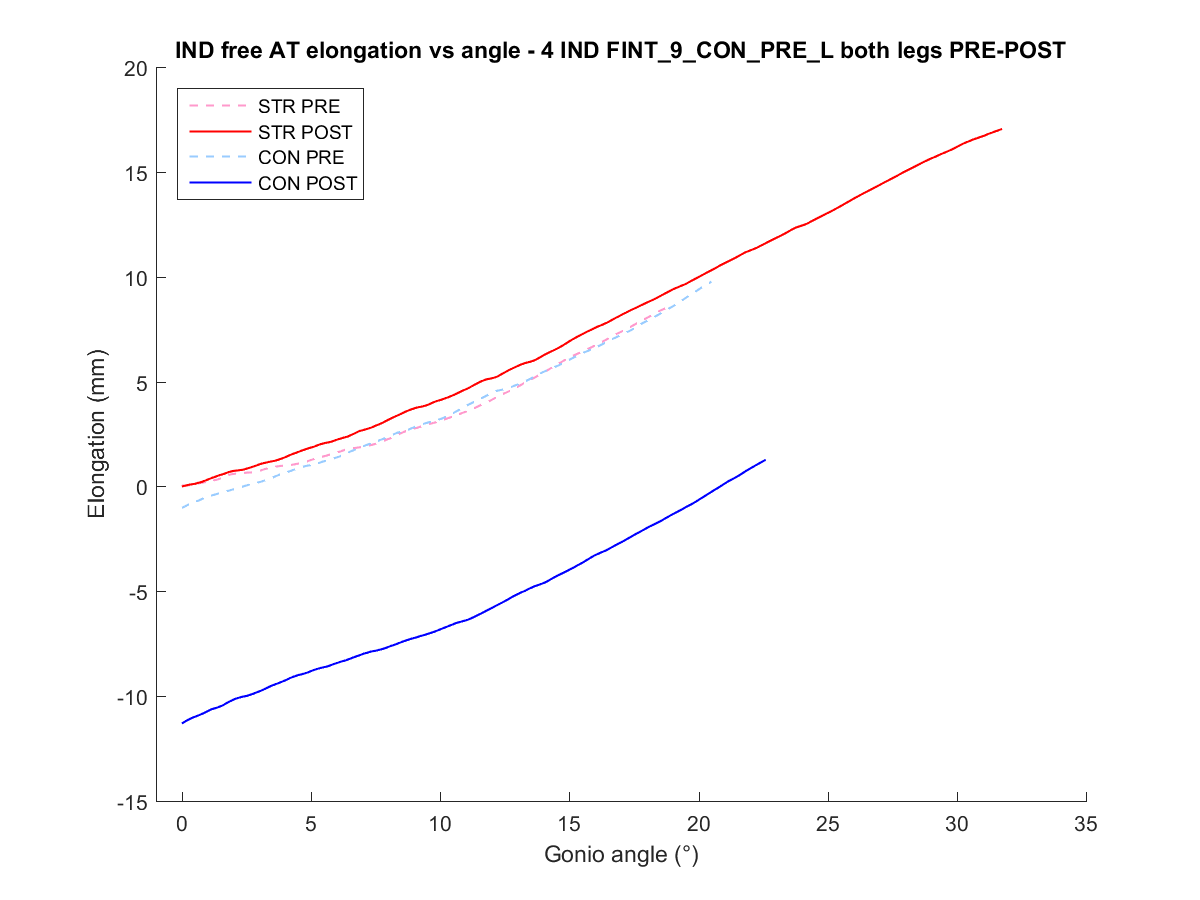 IND free AT elongation vs angle - 4 IND FINT_9_CON_PRE_L both legs PRE-POST
20
15
10
5
0
-5
-10
-15
Elongation (mm)
STR PRE
STR POST
CON PRE
CON POST
0 5 10 15 20 25 30 35
Gonio angle (°)